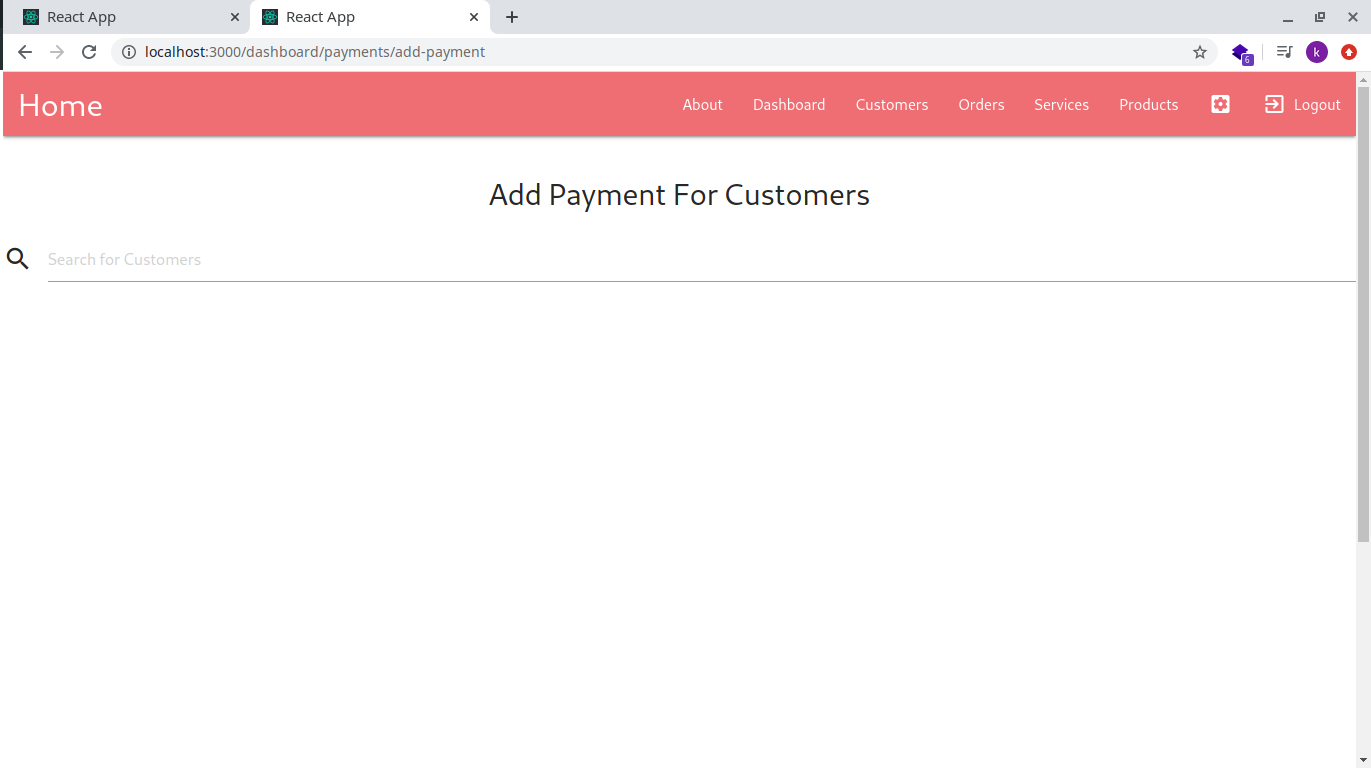 React App
React App
localhost:3000/dashboard/payments/add-payment
6
k
Home
About
Dashboard
Customers
Orders
Services
Products
Logout
Add Payment For Customers
Search for Customers